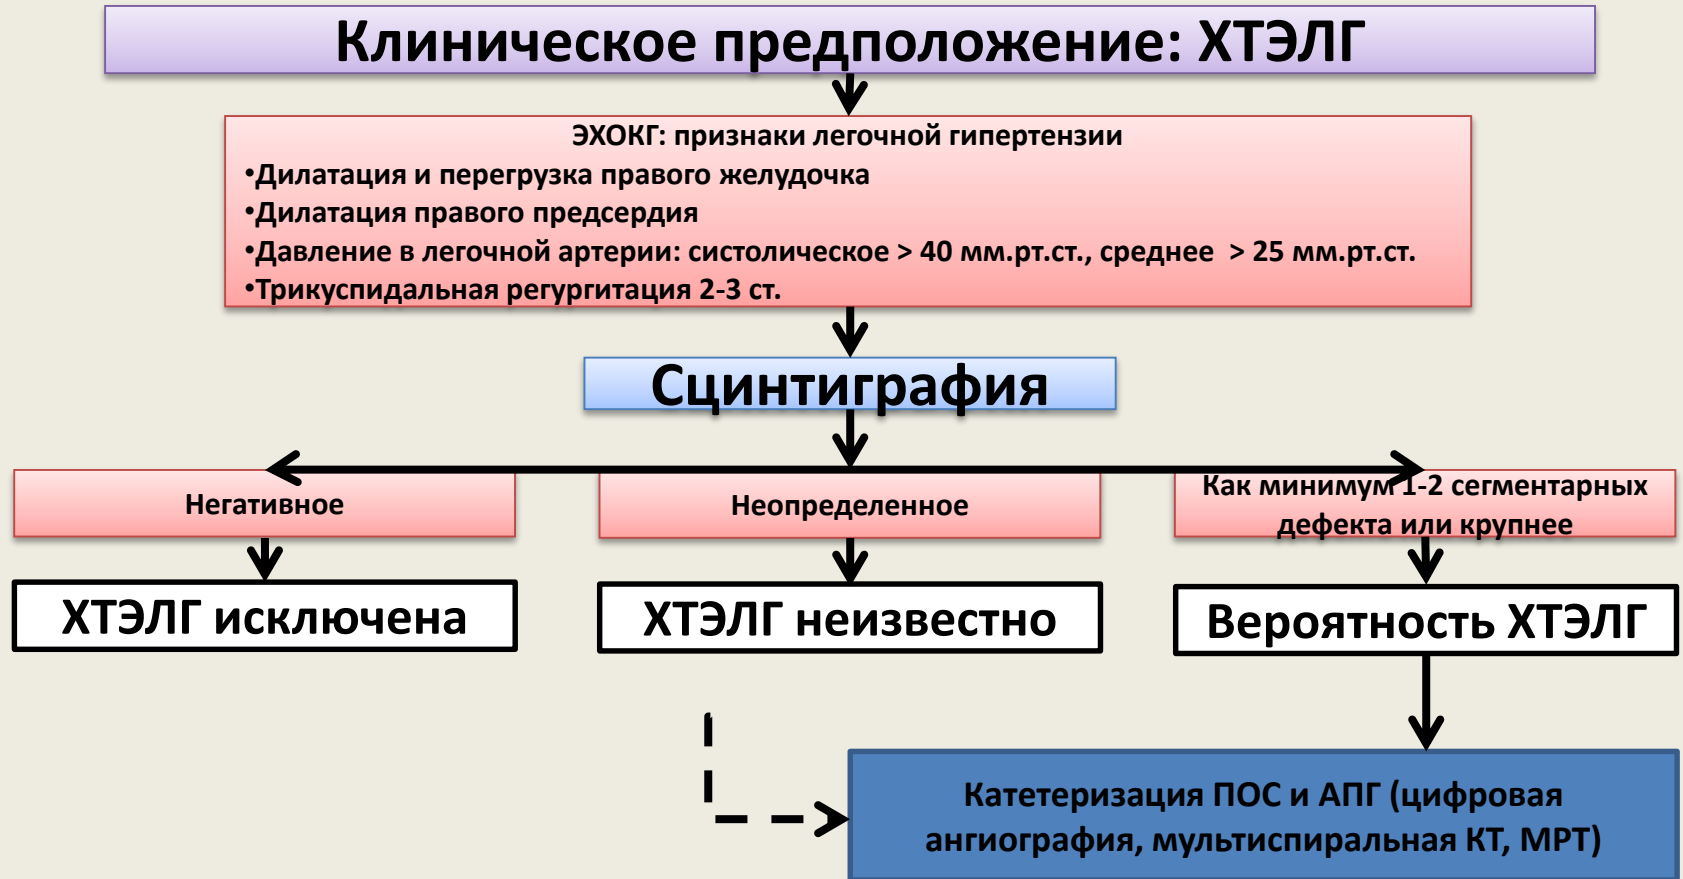 Клиническое предположение: ХТЭЛГ
ЭХОКГ: признаки легочной гипертензии
•Дилатация и перегрузка правого желудочка
•Дилатация правого предсердия
•Давление в легочной артерии: систолическое > 40 мм.рт.ст., среднее > 25 мм.рт.ст.
•Трикуспидальная регургитация 2-3 ст.
Сцинтиграфия
Негативное
Неопределенное
Как минимум 1-2 сегментарных
дефекта или крупнее
ХТЭЛГ исключена
ХТЭЛГ неизвестно
Вероятность ХТЭЛГ
Катетеризация ПОС и АПГ (цифровая
ангиография, мультиспиральная КТ, МРТ)